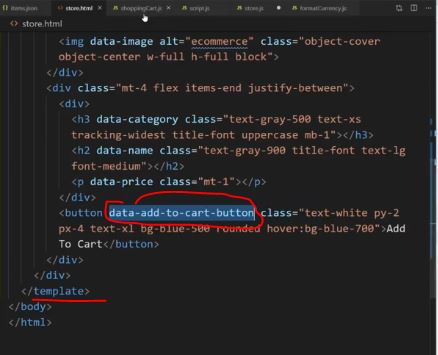 items.json store.html shoppingCart.js script.js store.js formatCurrency.js
store.html
<img data-image alt="ecommerce" class="object-cover
object-center w-full h-full block">
</div>
<div class="mt-4 flex items-end justify-between">
<div>
<h3 data-category class="text-gray-500 text-xs
tracking-widest title-font uppercase mb-1"></h3>
<h2 data-name class="text-gray-900 title-font text-lg
font-medium"></h2>
<p data-price class="mt-1"></p>
</div>
<button data-add-to-cart-button class="text-white py-2
px-4 text-xl bg-blue-500 rounded hover:bg-blue-700">Add
To Cart</button>
</div>
</div>
</template>
</body>
</html>